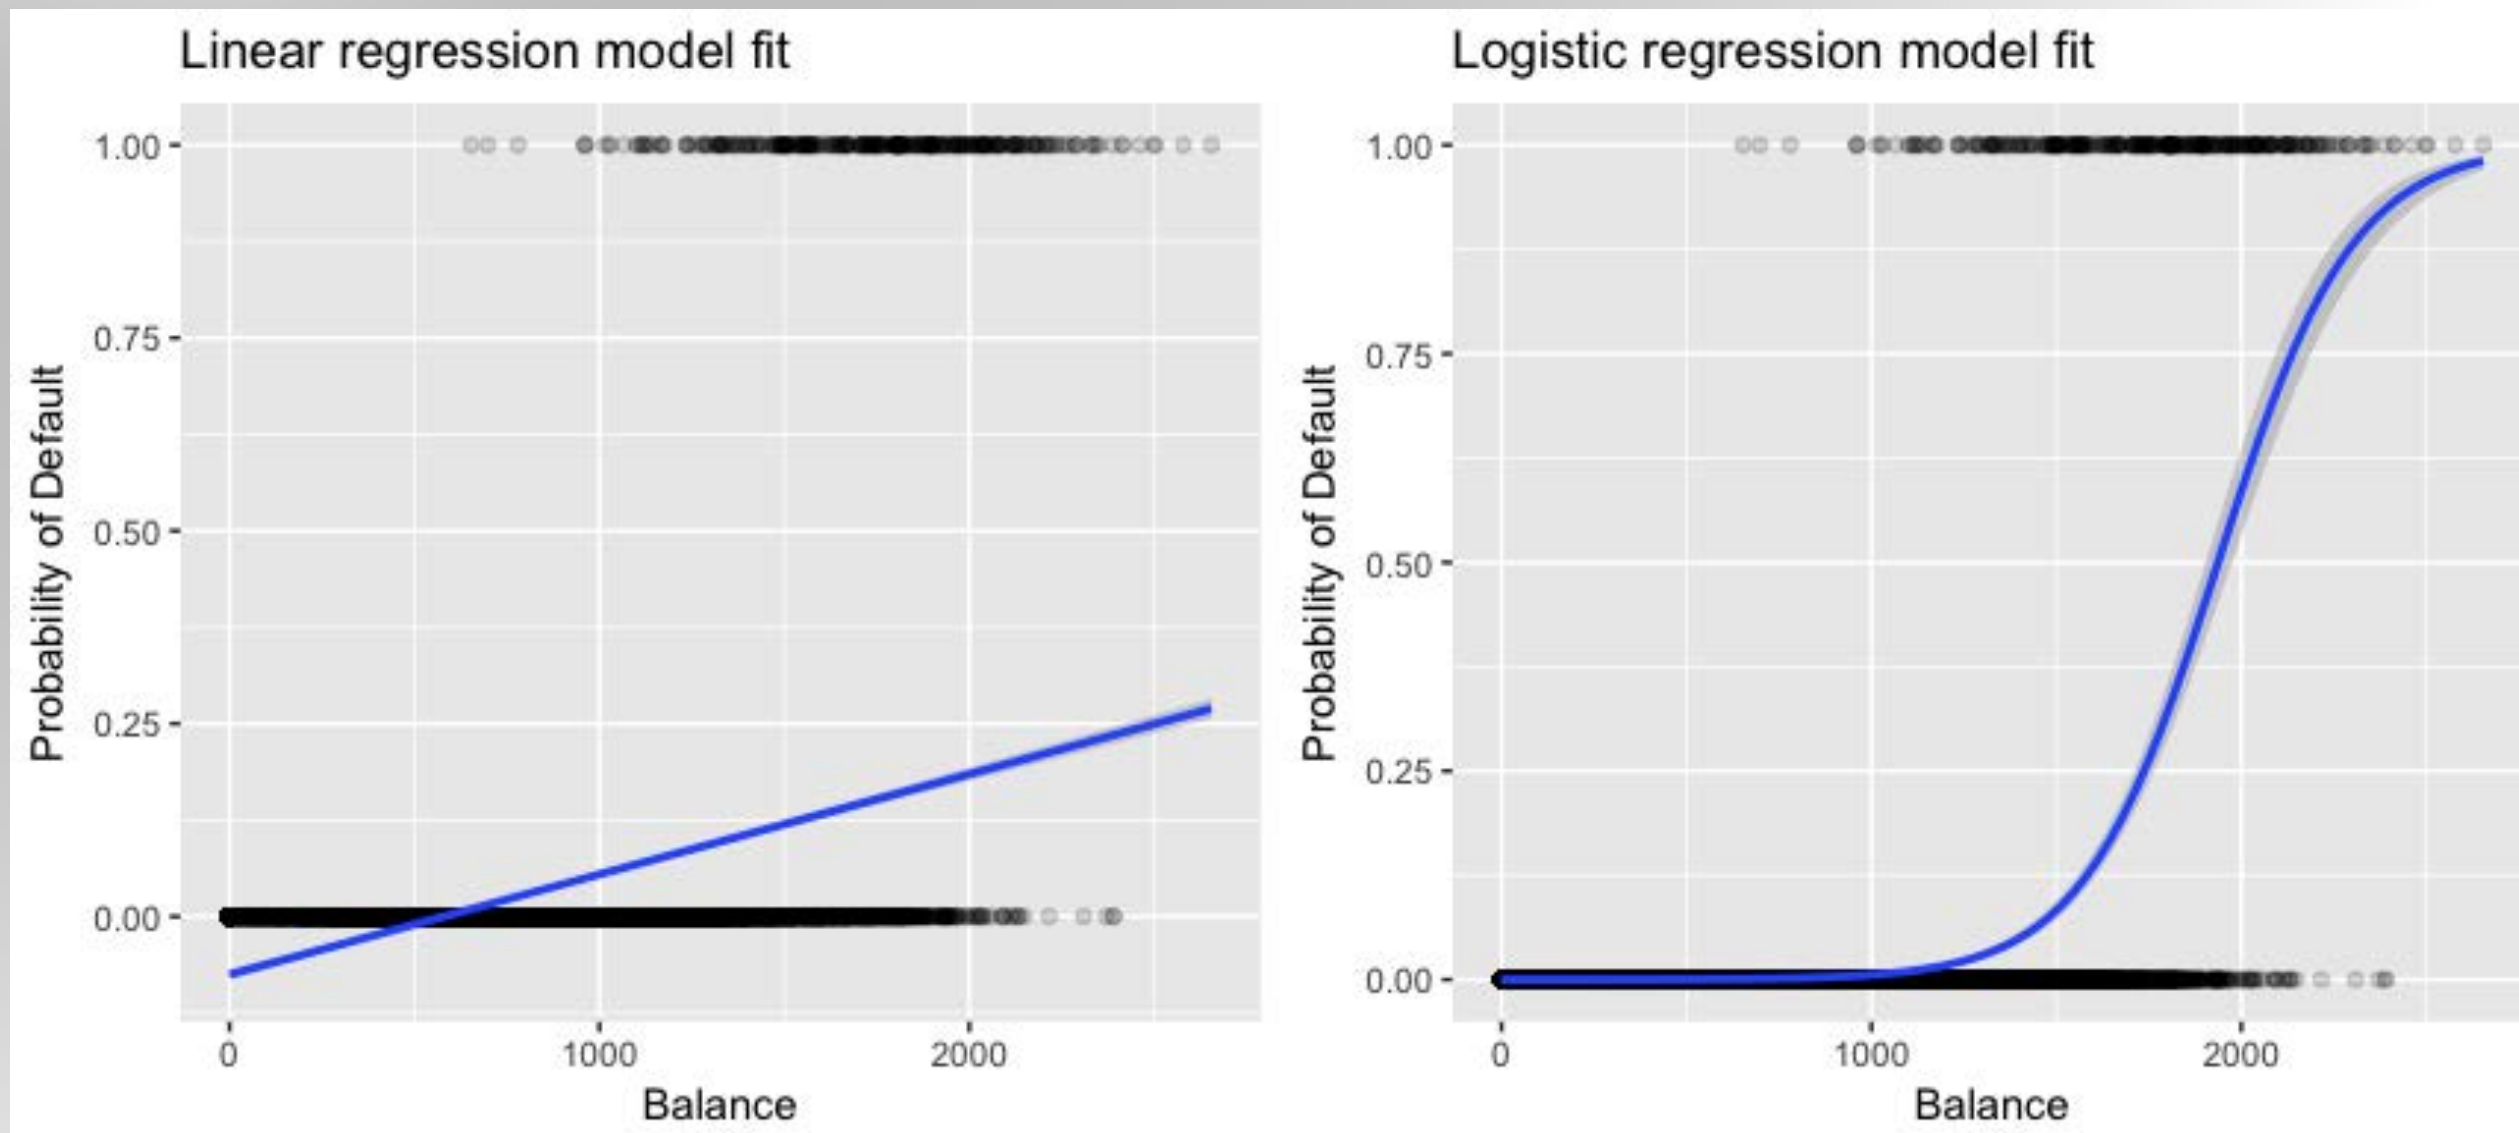 Linear regression model fit
Probability of Default
1.00
0.75
0.50
0.25
0.00
0 1000 2000
Balance
Logistic regression model fit
Probability of Default
1.00
0.75
0.50
0.25
0.00
0 1000 2000
Balance